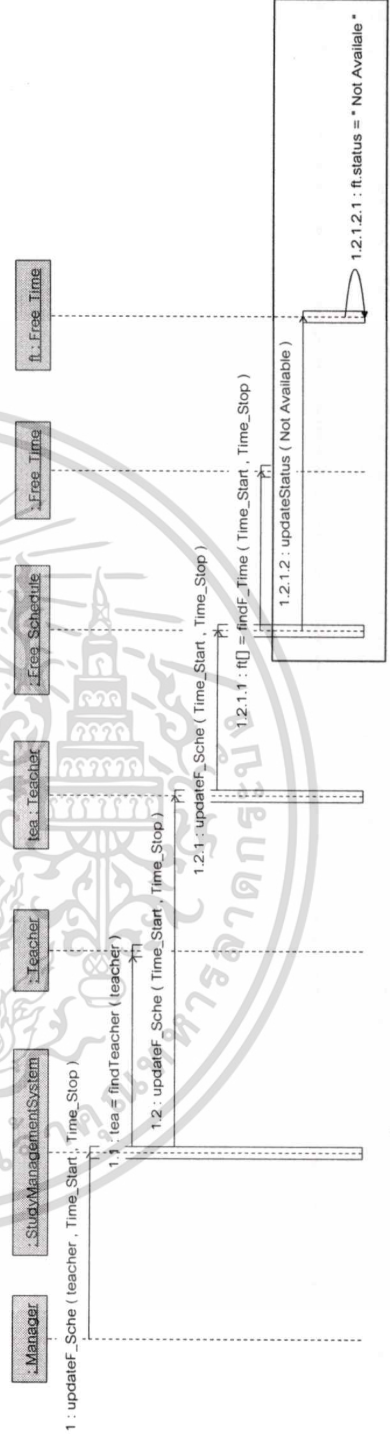 : Manager
: StudyManagementSystem
: Teacher
tea : Teacher
: Free Schedule
: Free Time
ft : Free Time
1 : updateF_Sche ( teacher , Time_Start , Time_Stop )
1.1 : tea = findTeacher ( teacher )
1.2 : updateF_Sche ( Time_Start , Time_Stop )
1.2.1 : updateF_Sche ( Time_Start , Time_Stop )
1.2.1.1 : ft[] = findF_Time ( Time_Start , Time_Stop )
1.2.1.2 : updateStatus ( Not Available )
1.2.1.2.1 : ft.status = " Not Availale "